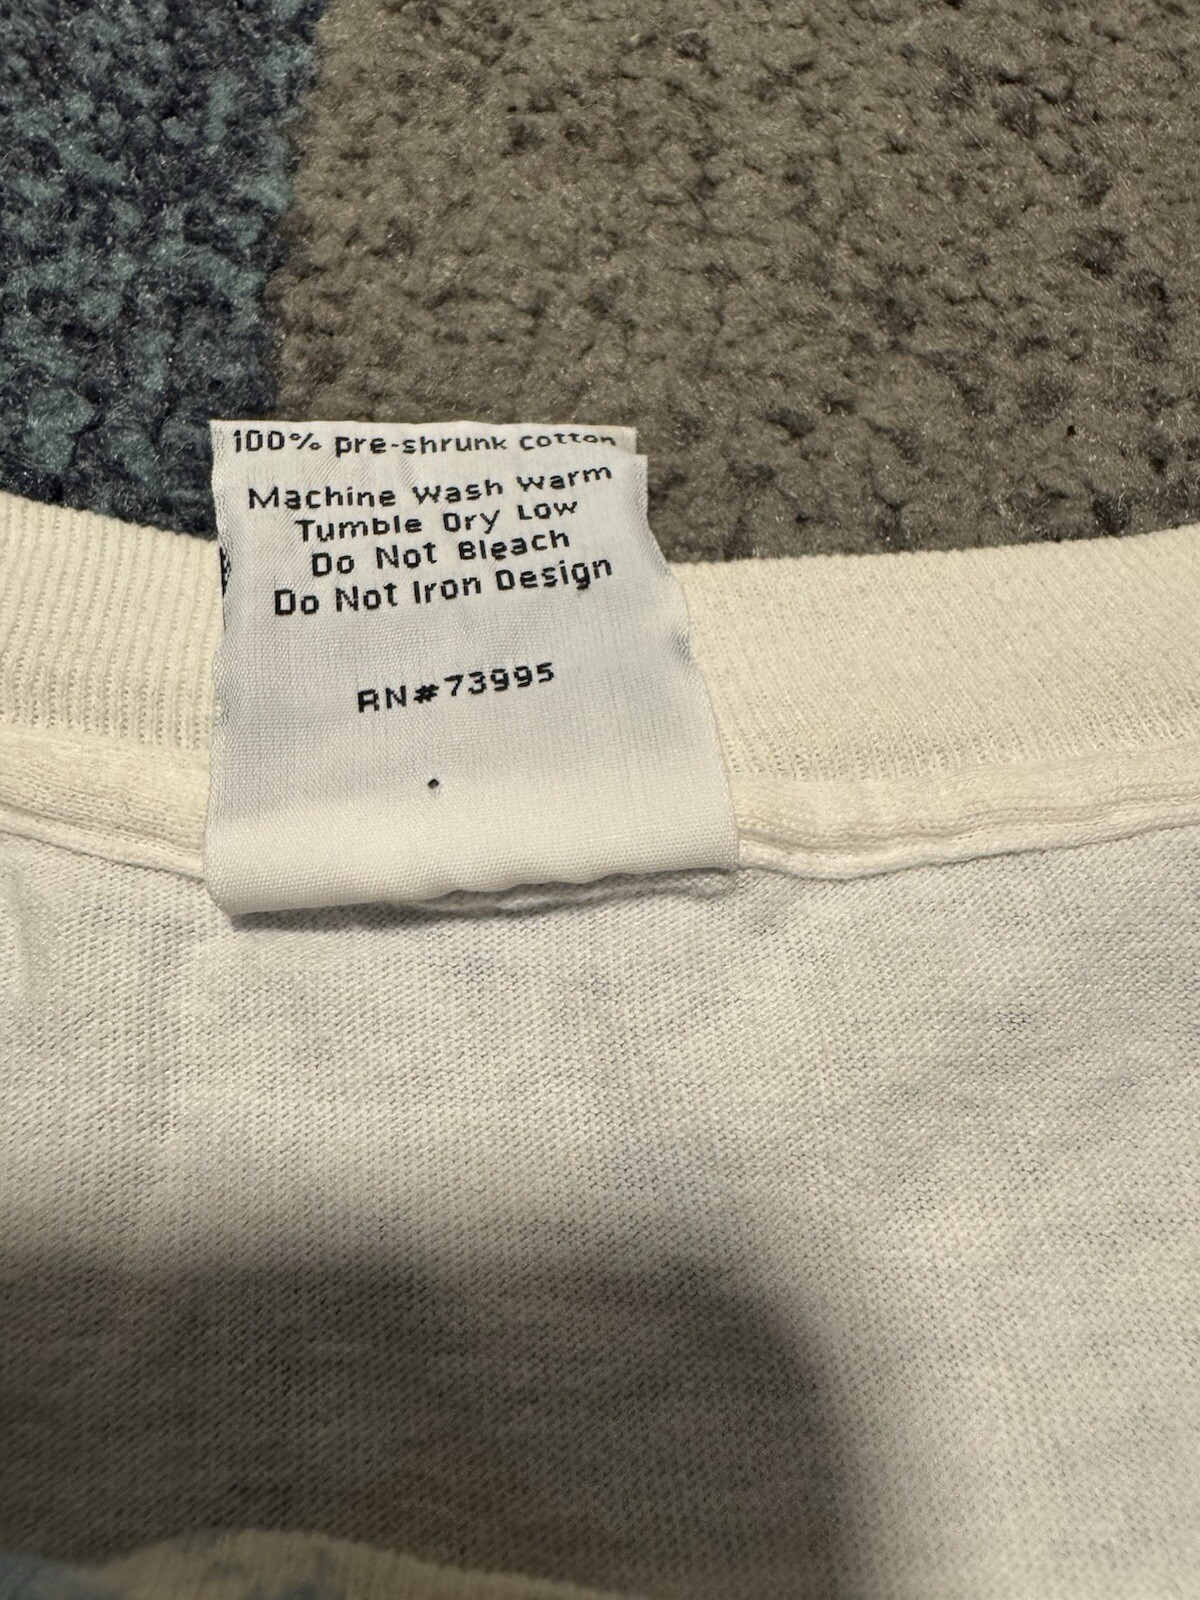 100% pre-shrunk cotton
Machine Wash Warm
Tumble Dry Low
Do Not Bleach
Do Not Iron Design
RN#73995